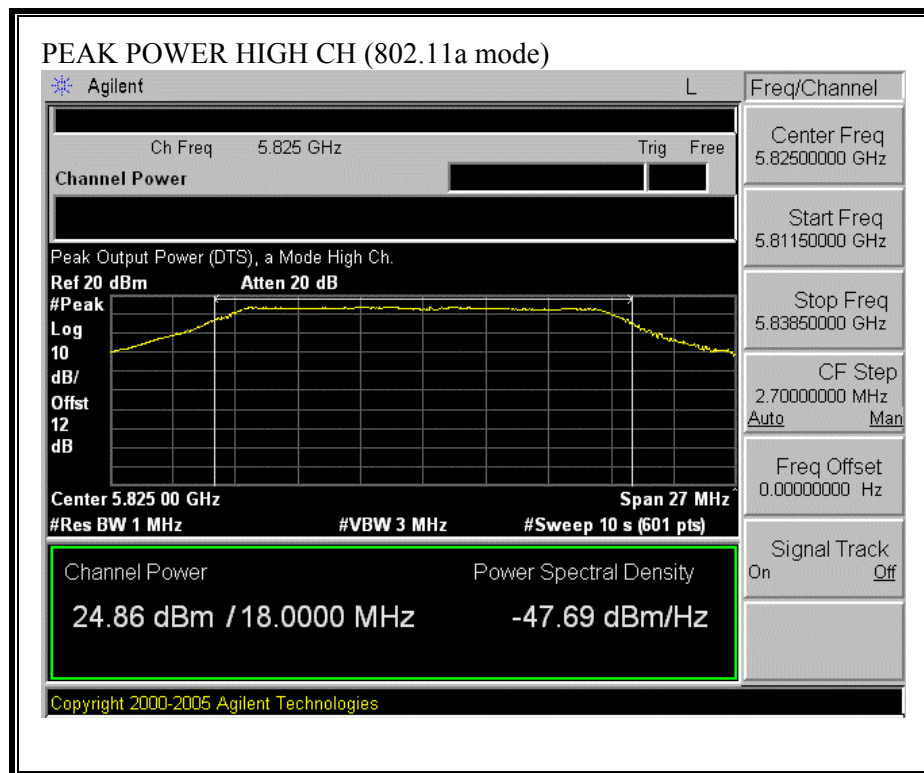 PEAK POWER HIGH CH (802.11a mode)
Agilent L Freq/Channel
Ch Freq 5.825 GHz Trig Free
Channel Power
Peak Output Power (DTS), a Mode High Ch.
Ref 20 dBm Atten 20 dB
#Peak
Log
10
dB/
Offst
12
dB
Center 5.825 00 GHz Span 27 MHz
#Res BW 1 MHz #VBW 3 MHz #Sweep 10 s (601 pts)
Channel Power Power Spectral Density
24.86 dBm / 18.0000 MHz -47.69 dBm/Hz
Copyright 2000-2005 Agilent Technologies
Center Freq
5.82500000 GHz
Start Freq
5.81150000 GHz
Stop Freq
5.83850000 GHz
CF Step
2.70000000 MHz
Auto Man
Freq Offset
0.00000000 Hz
Signal Track
On Off